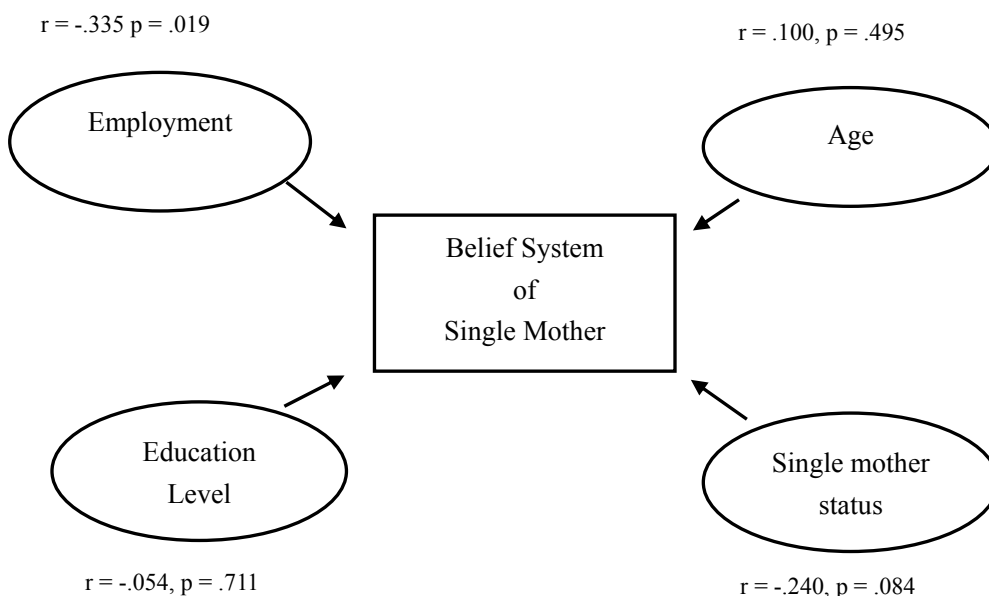 r = -.335 p = .019
r = .100, p = .495
Employment
Age
Belief System
of
Single Mother
Education
Level
Single mother
status
r = -.054, p = .711
r = -.240, p = .084